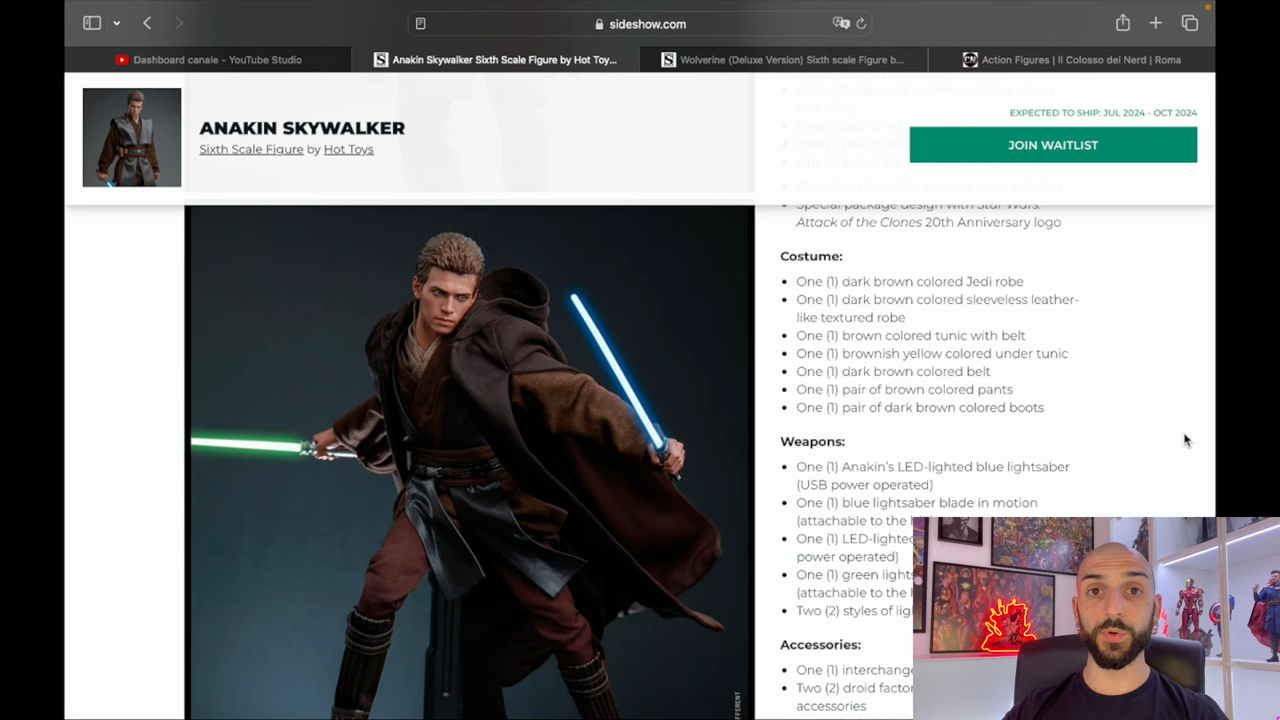 sideshow.com
Dashboard canale - YouTube Studio
Anakin Skywalker Sixth Scale Figure by Hot Toy...
Wolverine (Deluxe Version) Sixth scale Figure b...
Action Figures | Il Colosso del Nerd | Roma
ANAKIN SKYWALKER
Sixth Scale Figure by Hot Toys
EXPECTED TO SHIP: JUL 2024 - OCT 2024
JOIN WAITLIST
Special package design with Star Wars:
Attack of the Clones 20th Anniversary logo
Costume:
One (1) dark brown colored Jedi robe
One (1) dark brown colored sleeveless leather-
like textured robe
One (1) brown colored tunic with belt
One (1) brownish yellow colored under tunic
One (1) dark brown colored belt
One (1) pair of brown colored pants
One (1) pair of dark brown colored boots
Weapons:
One (1) Anakin's LED-lighted blue lightsaber
(USB power operated)
One (1) blue lightsaber blade in motion
(attachable to the
One (1) LED-lighted
power operated)
One (1) green lights
(attachable to the
Two (2) styles of lig
Accessories:
One (1) interchange
Two (2) droid factor
accessories